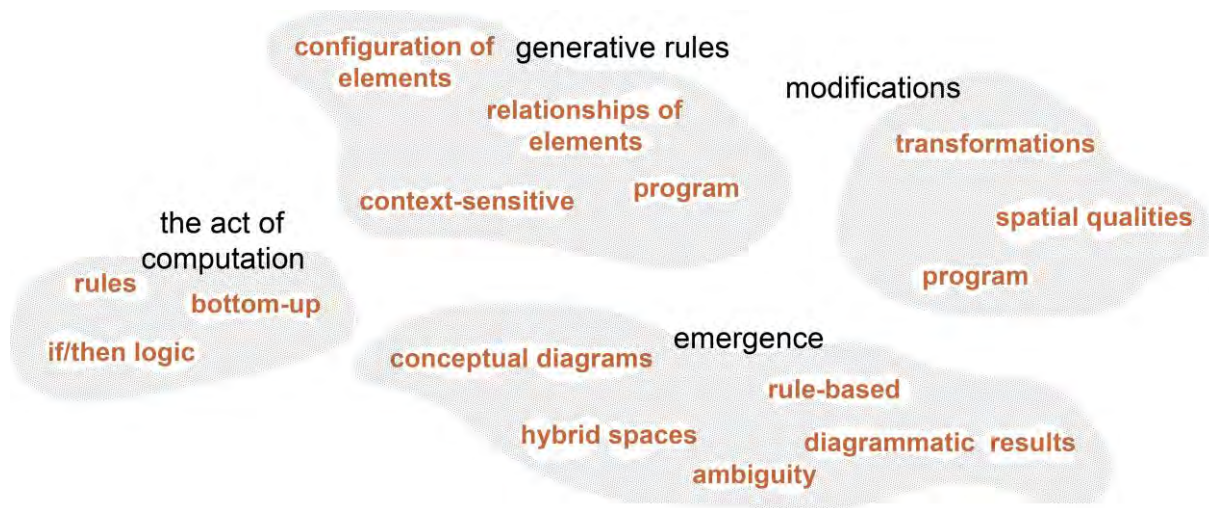 configuration of
elements
generative rules
relationships of
elements
context-sensitive
program
modifications
transformations
spatial qualities
program
the act of
computation
rules
bottom-up
if/then logic
emergence
conceptual diagrams
rule-based
hybrid spaces
diagrammatic results
ambiguity